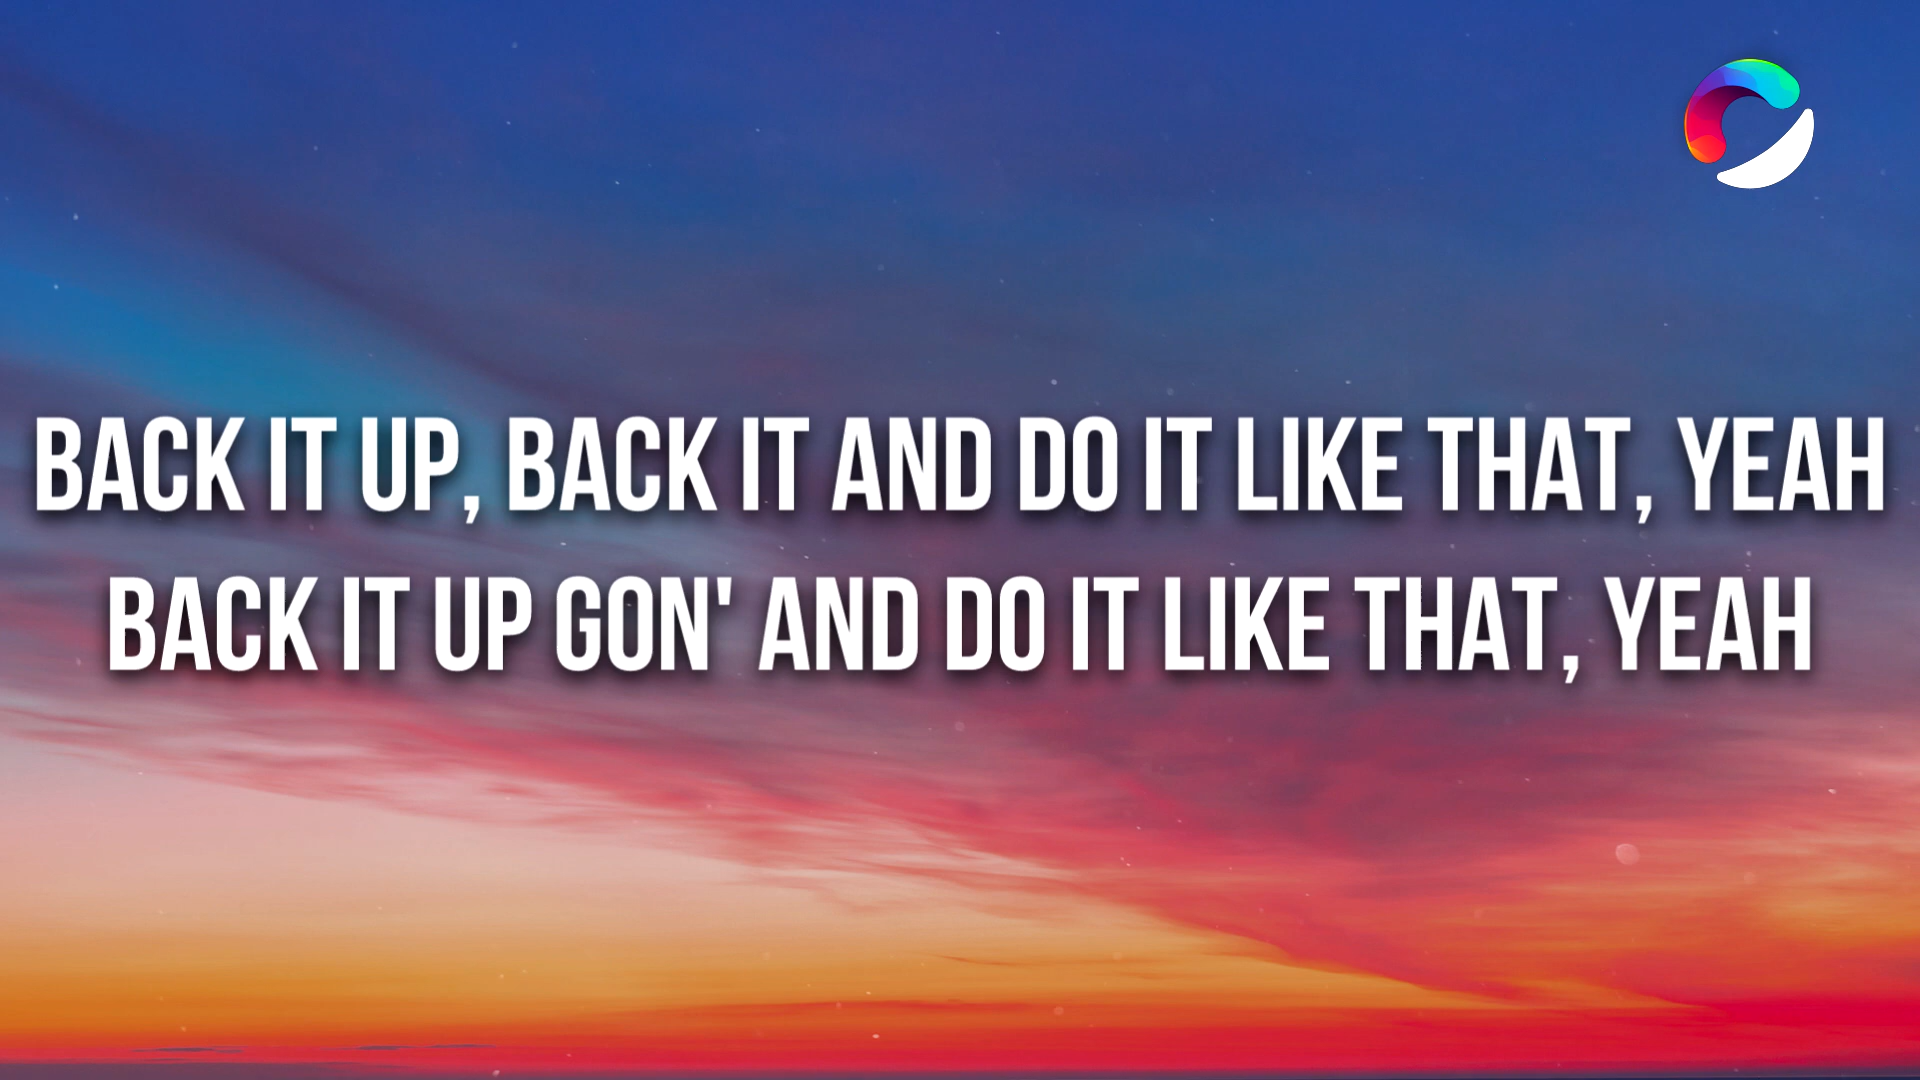 BACK IT UP, BACK IT AND DO IT LIKE THAT, YEAH
BACK IT UP GON' AND DO IT LIKE THAT, YEAH